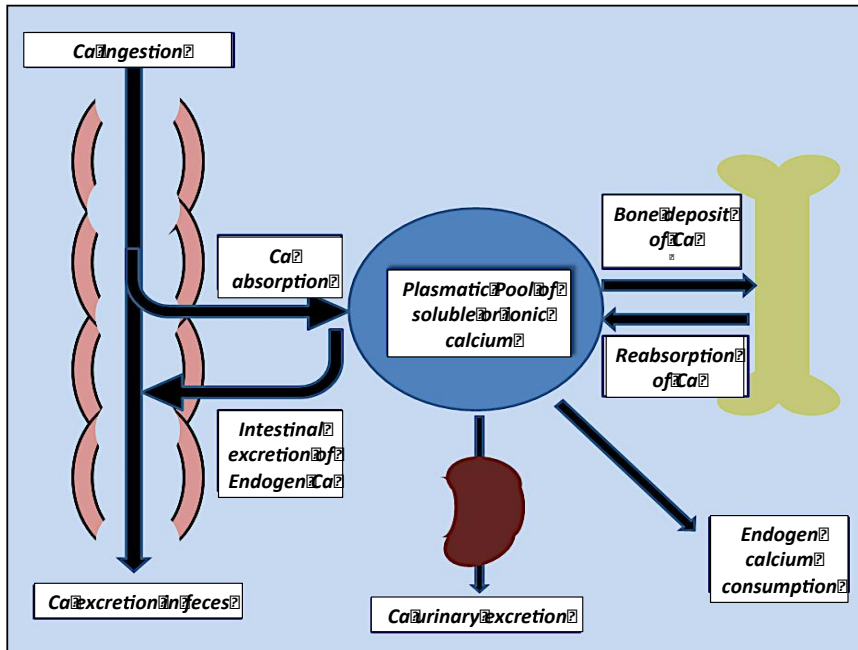 Ca Ingestion
Ca
absorption
Plasmatic Pool of
soluble or ionic
calcium
Bone deposit
of Ca
Reabsorption
of Ca
Intestinal
excretion of
Endogen Ca
Endogen
calcium
consumption
Ca excretion in feces
Ca urinary excretion